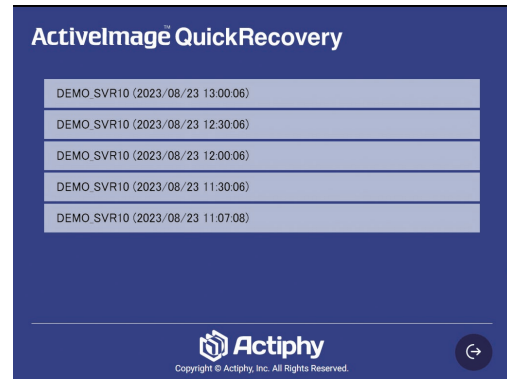 ActiveImage™ QuickRecovery
DEMO_SVR10 (2023/08/23 13:00:06)
DEMO_SVR10 (2023/08/23 12:30:06)
DEMO_SVR10 (2023/08/23 12:00:06)
DEMO_SVR10 (2023/08/23 11:30:06)
DEMO_SVR10 (2023/08/23 11:07:08)
Actiphy
Copyright © Actiphy, Inc. All Rights Reserved.